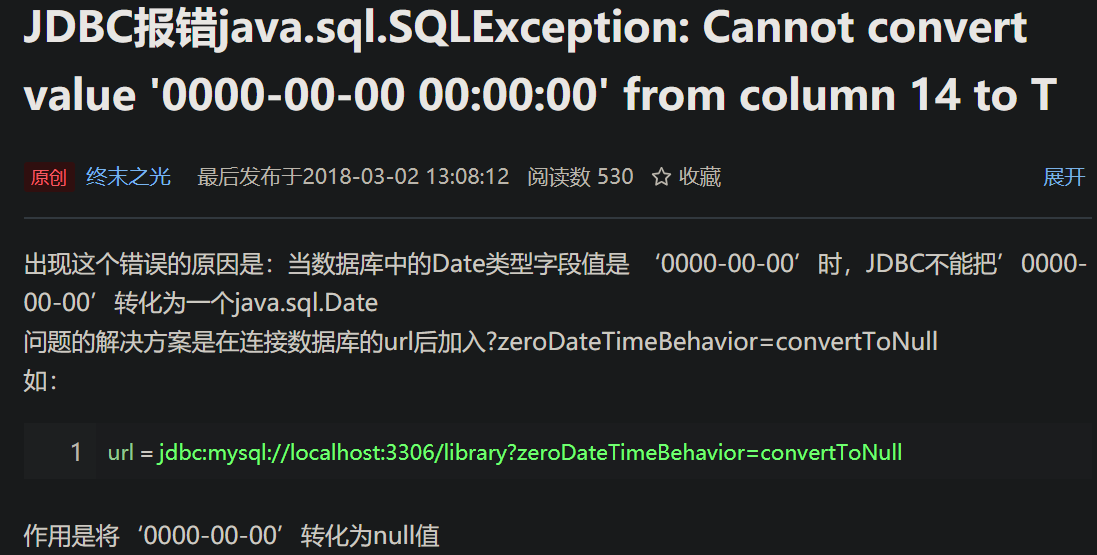 JDBC报错java.sql.SQLException: Cannot convert
value '0000-00-00 00:00:00' from column 14 to T
原创 终末之光 最后发布于2018-03-02 13:08:12 阅读数 530 ☆ 收藏 展开
出现这个错误的原因是：当数据库中的Date类型字段值是 ‘0000-00-00’ 时，JDBC不能把’0000-
00-00’ 转化为一个java.sql.Date
问题的解决方案是在连接数据库的url后加入?zeroDateTimeBehavior=convertToNull
如：
1 url = jdbc:mysql://localhost:3306/library?zeroDateTimeBehavior=convertToNull
作用是将‘0000-00-00’转化为null值